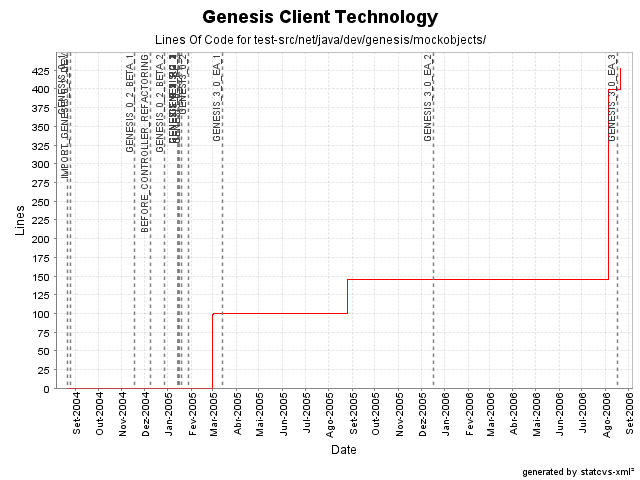 Genesis Client Technology
Lines Of Code for test-src/net/java/dev/genesis/mockobjects/
Lines
425
400
375
350
325
300
275
250
225
200
175
150
125
100
75
50
25
0
GENESIS_0_2_BETA_1
BEFORE_CONTROLLER_REFACTORING
GENESIS_0_2_BETA_2
GENESIS_3_0_EA_1
GENESIS_3_0_EA_2
GENESIS_3_0_EA_3
Set-2004
Out-2004
Nov-2004
Dez-2004
Jan-2005
Fev-2005
Mar-2005
Abr-2005
Mai-2005
Jun-2005
Jul-2005
Ago-2005
Set-2005
Out-2005
Nov-2005
Dez-2005
Jan-2006
Fev-2006
Mar-2006
Abr-2006
Mai-2006
Jun-2006
Jul-2006
Ago-2006
Set-2006
Date
generated by statcvs-xml²